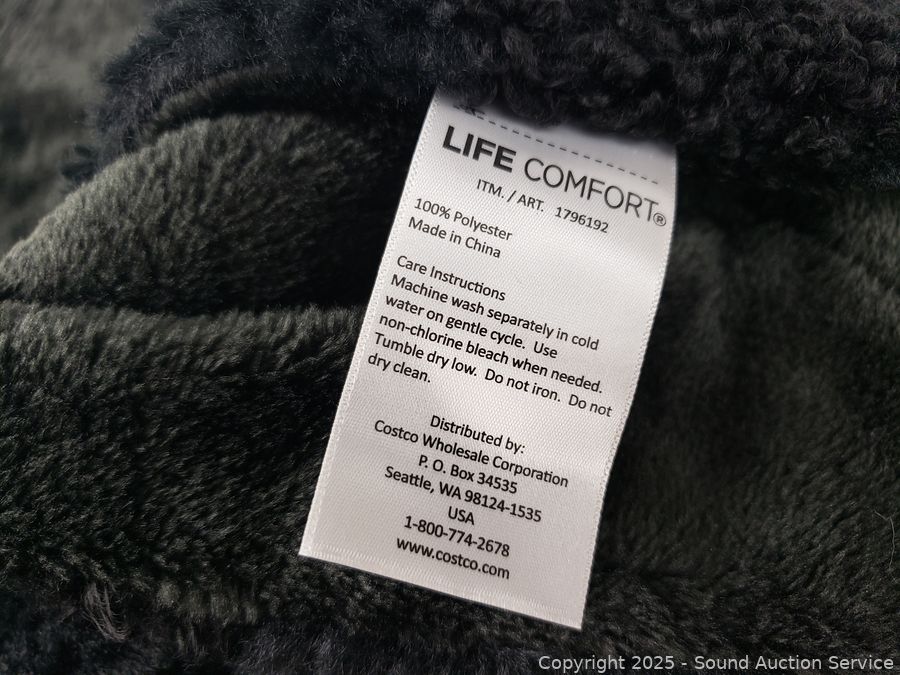 LIFE COMFORT®
ITM. / ART. 1796192
100% Polyester
Made in China
Care Instructions
Machine wash separately in cold
water on gentle cycle. Use
non-chlorine bleach when needed.
Tumble dry low. Do not iron. Do not
dry clean.
Distributed by:
Costco Wholesale Corporation
P. O. Box 34535
Seattle, WA 98124-1535
USA
1-800-774-2678
www.costco.com
Copyright © 2025 - Sound Auction Service